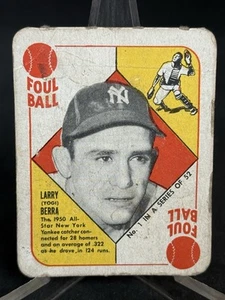 FOUL
BALL
NY
LARRY
(YOGI)
BERRA
The 1950 All-
Star New York
Yankee catcher con-
nected for 28 homers
and an average of .322
as he drove in 124 runs.
No. 1 IN A SERIES OF 52
FOUL
BALL